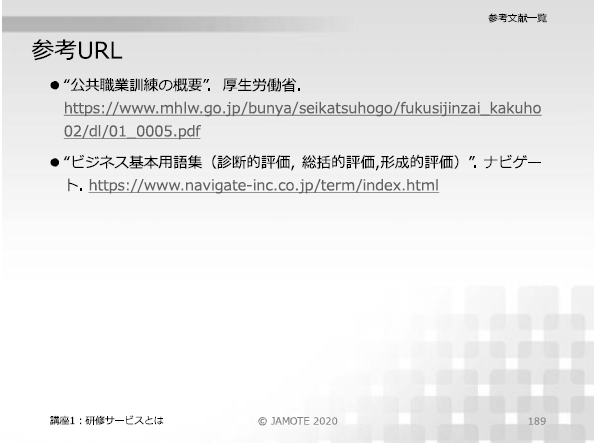 参考文献一覧
参考URL
● “公共職業訓練の概要”．厚生労働省．
https://www.mhlw.go.jp/bunya/seikatsuhogo/fukusijinzai_kakuho
02/dl/01_0005.pdf
● “ビジネス基本用語集（診断的評価, 総括的評価,形成的評価）”．ナビゲー
ト．https://www.navigate-inc.co.jp/term/index.html
講座1：研修サービスとは
© JAMOTE 2020
189